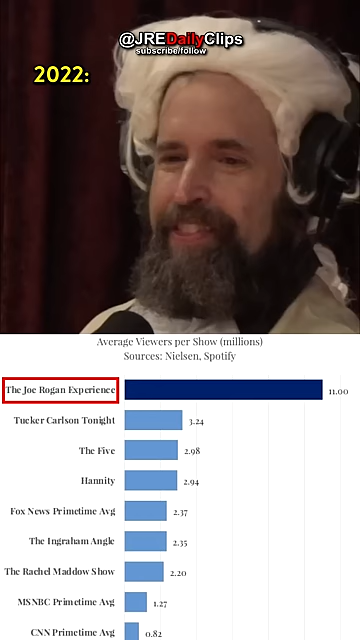 @JREDailyClips
subscribe/follow
2022:
Average Viewers per Show (millions)
Sources: Nielsen, Spotify
The Joe Rogan Experience 11.00
Tucker Carlson Tonight 3.24
The Five 2.98
Hannity 2.94
Fox News Primetime Avg 2.37
The Ingraham Angle 2.35
The Rachel Maddow Show 2.20
MSNBC Primetime Avg 1.27
CNN Primetime Avg 0.82